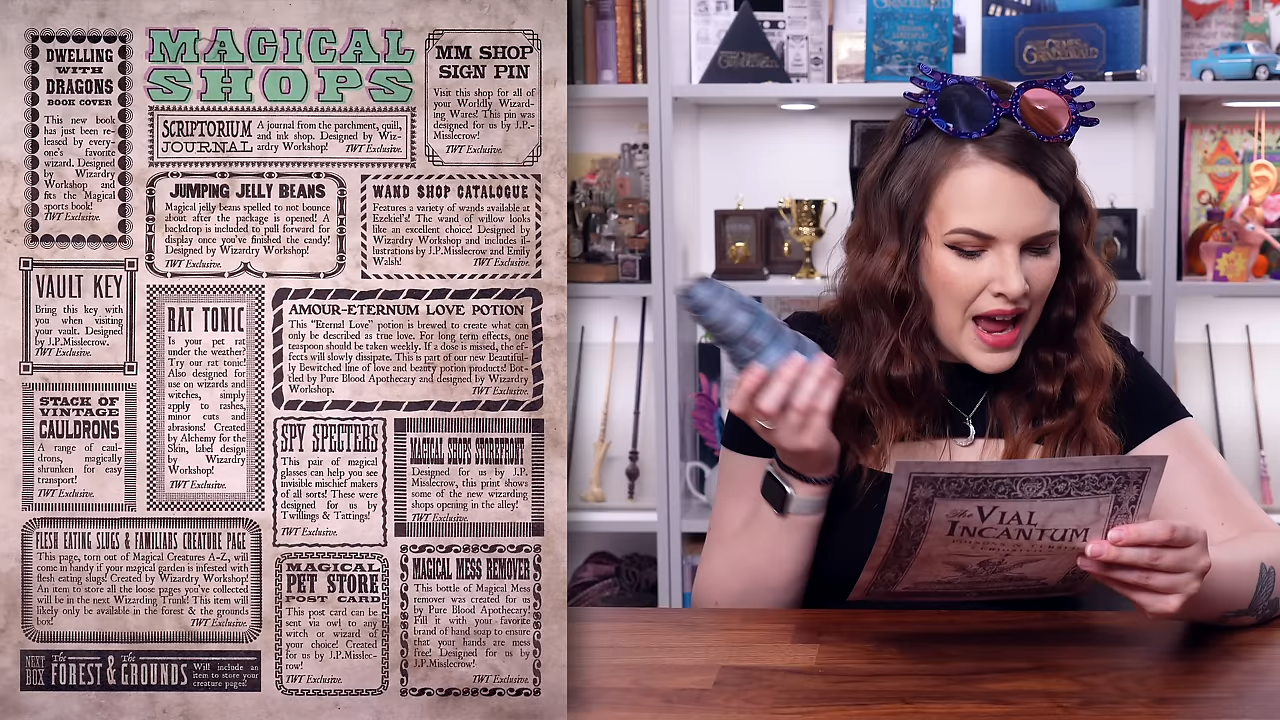 MAGICAL
SHOPS
DWELLING
WITH
DRAGONS
BOOK COVER
This new book
has just been re-
leased by every-
one's favorite
wizard. Designed
by Wizardry
Workshop and
fits the Magical
sports book!
TWT Exclusive.
SCRIPTORIUM
JOURNAL
A journal from the parchment, quill,
and ink shop. Designed by Wiz-
ardry Workshop! TWT Exclusive.
MM SHOP
SIGN PIN
Visit this shop for all of
your Worldly Wizard-
ing Wares! This pin was
designed for us by J.P.-
Misslecrow!
TWT Exclusive.
JUMPING JELLY BEANS
Magical jelly beans spelled to not bounce
about after the package is opened! A
backdrop is included to pull forward for
display once you've finished the candy!
Designed by Wizardry Workshop!
TWT Exclusive.
WAND SHOP CATALOGUE
Features a variety of wands available at
Ezekiel's! The wand of willow looks
like an excellent choice! Designed by
Wizardry Workshop and includes il-
lustrations by J.P.Misslecrow and Emily
Walsh! TWT Exclusive.
VAULT KEY
Bring this key with
you when visiting
your vault. Designed
by J.P.Misslecrow.
TWT Exclusive.
RAT TONIC
Is your pet rat
under the weather?
Try our rat tonic!
Also designed for
use on wizards and
witches, simply
apply to rashes,
minor cuts and
abrasions! Created
by Alchemy for the
Skin, label design
by Wizardry
Workshop!
TWT Exclusive.
AMOUR-ETERNUM LOVE POTION
This "Eternal Love" potion is brewed to create what can
only be described as true love. For long term effects, one
teaspoon should be taken weekly. If a dose is missed, the ef-
fects will slowly dissipate. This is part of our new Beautiful-
ly Bewitched line of love and beauty potion products! Bot-
tled by Pure Blood Apothecary and designed by Wizardry
Workshop. TWT Exclusive.
STACK OF
VINTAGE
CAULDRONS
A range of caul-
drons, magically
shrunken for easy
transport!
TWT Exclusive.
SPY SPECTERS
This pair of magical
glasses can help you see
invisible mischief makers
of all sorts! These were
designed for us by
Twillings & Tattings!
TWT Exclusive.
MAGICAL SHOPS STOREFRONT
Designed for us by J.P.
Misslecrow, this print shows
some of the new wizarding
shops opening in the alley!
TWT Exclusive.
FLESH EATING SLUGS & FAMILIARS CREATURE PAGE
This page, torn out of Magical Creatures A-Z, will
come in handy if your magical garden is infested with
flesh eating slugs! Created by Wizardry Workshop!
An item to store all the loose pages you've collected
will be in the next Wizarding Trunk! This item will
likely only be available in the forest & the grounds
box! TWT Exclusive.
MAGICAL
PET STORE
POST CARD
This post card can be
sent via owl to any
witch or wizard of
your choice! Created
for us by J.P.Misslec-
row!
TWT Exclusive.
MAGICAL MESS REMOVER
This bottle of Magical Mess
remover was created for us
by Pure Blood Apothecary!
Fill it with your favorite
brand of hand soap to ensure
that your hands are mess
free! Designed for us by
J.P.Misslecrow!
TWT Exclusive.
NEXT
BOX
The FOREST & The GROUNDS
Will include an
item to store your
creature pages!
The VIAL
INCANTUM